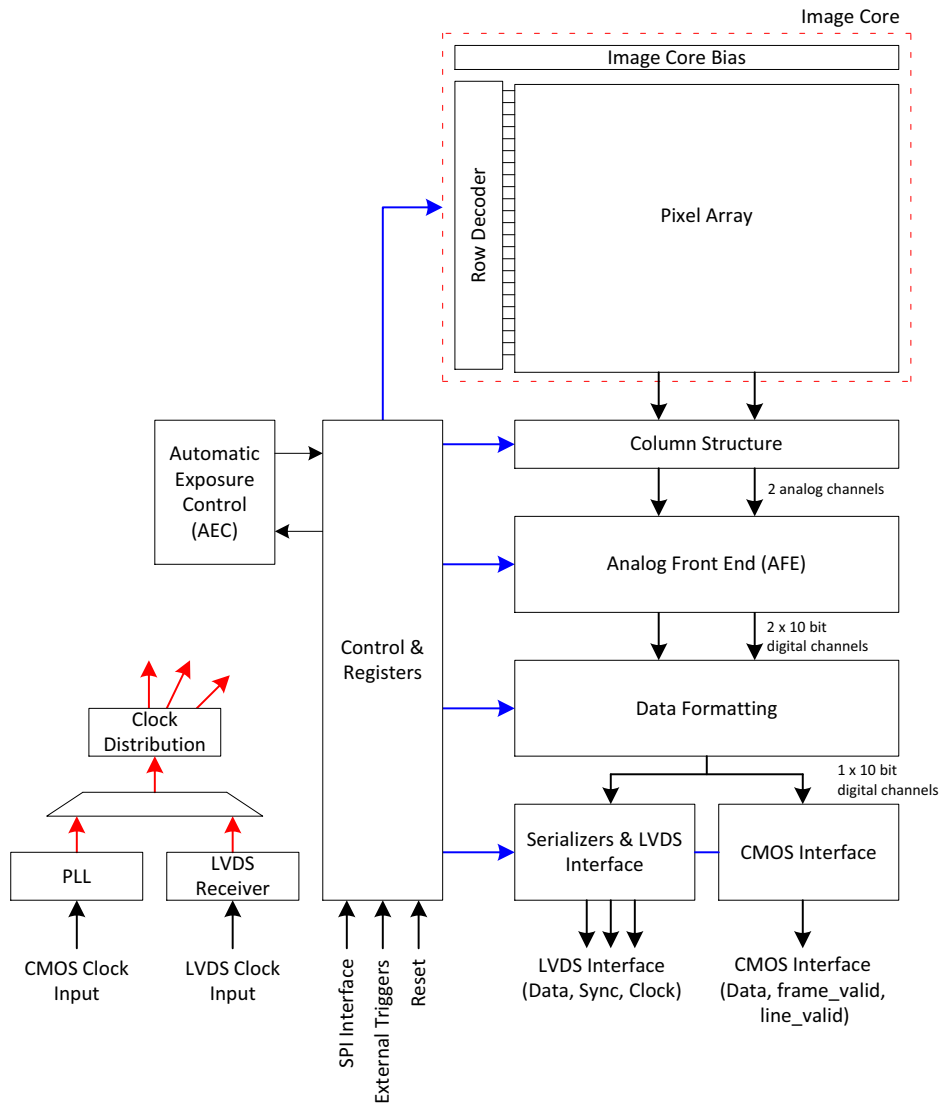 Image Core
Image Core Bias
Row Decoder
Pixel Array
Automatic
Exposure
Control
(AEC)
Column Structure
2 analog channels
Analog Front End (AFE)
2 x 10 bit
digital channels
Control &
Registers
Data Formatting
Clock
Distribution
1 x 10 bit
digital channels
PLL
LVDS
Receiver
Serializers & LVDS
Interface
CMOS Interface
CMOS Clock
Input
LVDS Clock
Input
SPI Interface
External Triggers
Reset
LVDS Interface
(Data, Sync, Clock)
CMOS Interface
(Data, frame_valid,
line_valid)